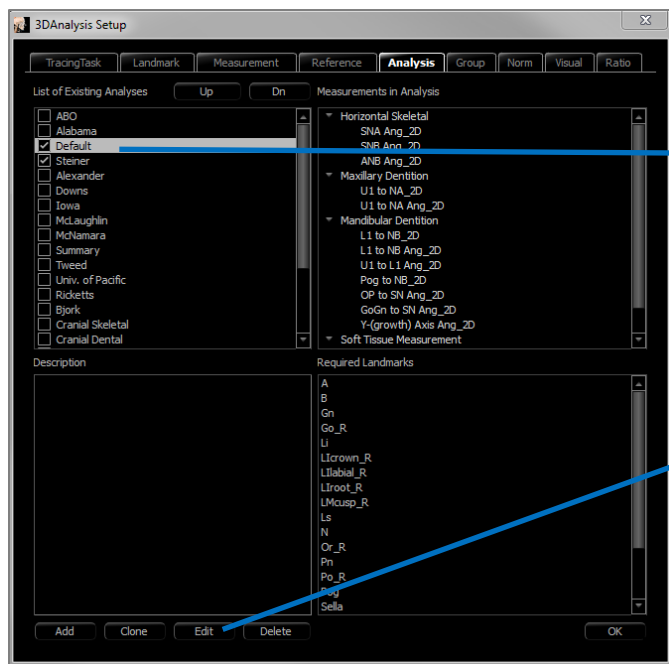 3DAnalysis Setup
TracingTask Landmark Measurement Reference Analysis Group Norm Visual Ratio
List of Existing Analyses Up Dn
ABO
Alabama
Default
Steiner
Alexander
Downs
Iowa
McLaughlin
McNamara
Summary
Tweed
Univ. of Pacific
Ricketts
Bjork
Cranial Skeletal
Cranial Dental
Measurements in Analysis
Horizontal Skeletal
SNA Ang_2D
SNB Ang_2D
ANB Ang_2D
Maxillary Dentition
U1 to NA_2D
U1 to NA Ang_2D
Mandibular Dentition
L1 to NB_2D
L1 to NB Ang_2D
U1 to L1 Ang_2D
Pog to NB_2D
OP to SN Ang_2D
GoGn to SN Ang_2D
Y-(growth) Axis Ang_2D
Soft Tissue Measurement
Description
Required Landmarks
A
B
Gn
Go_R
Li
LIcrown_R
LIlabial_R
LIroot_R
LMcusp_R
Ls
N
Or_R
Pn
Po_R
Pog
Sella
Add Clone Edit Delete OK